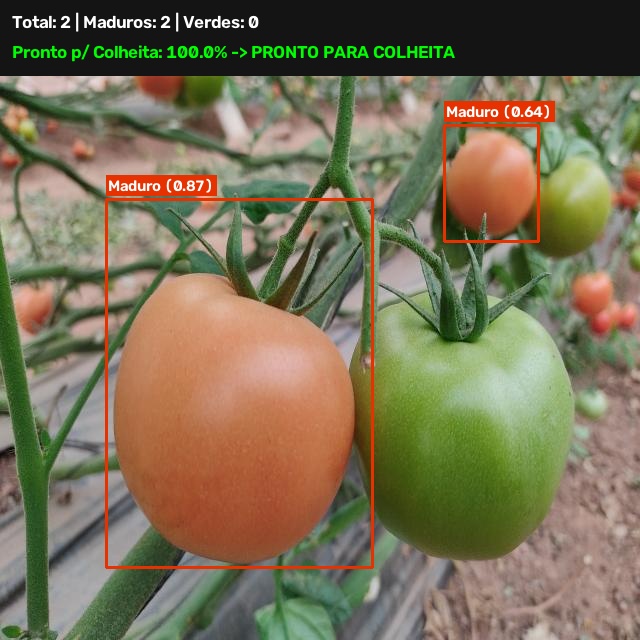 Total: 2 | Maduros: 2 | Verdes: 0
Pronto p/ Colheita: 100.0% -> PRONTO PARA COLHEITA
Maduro (0.64)
Maduro (0.87)